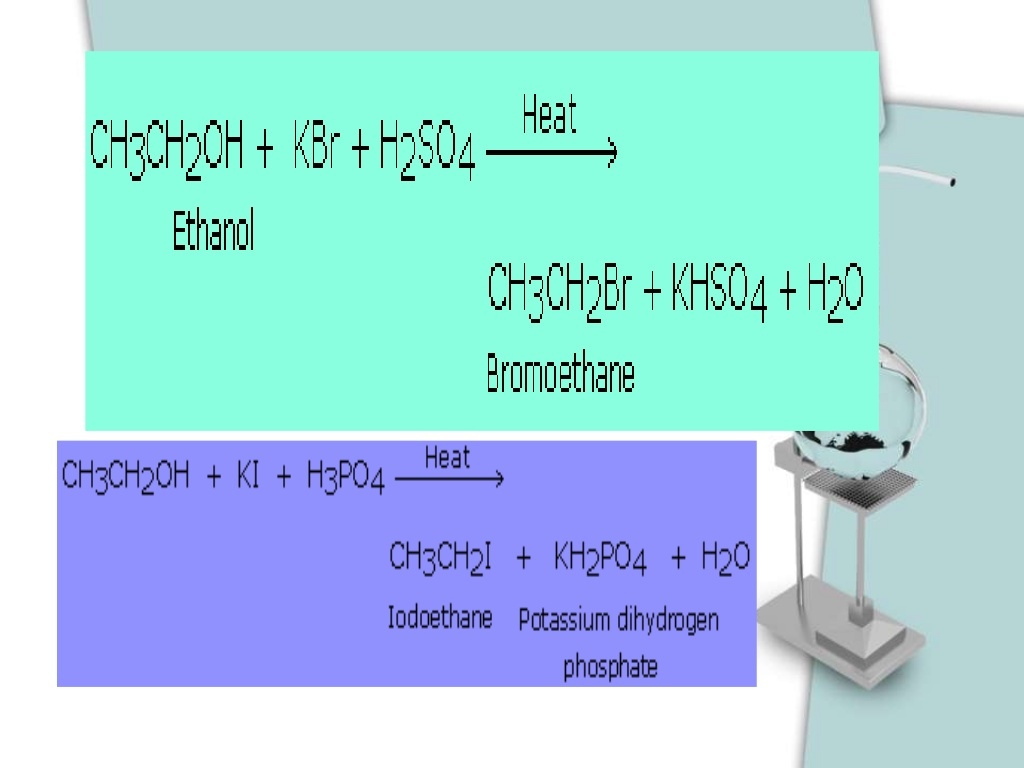 Heat
CH3CH2OH + KBr + H2SO4 ⟶
Ethanol
CH3CH2Br + KHSO4 + H2O
Bromoethane
Heat
CH3CH2OH + KI + H3PO4 ⟶
CH3CH2I + KH2PO4 + H2O
Iodoethane Potassium dihydrogen
phosphate